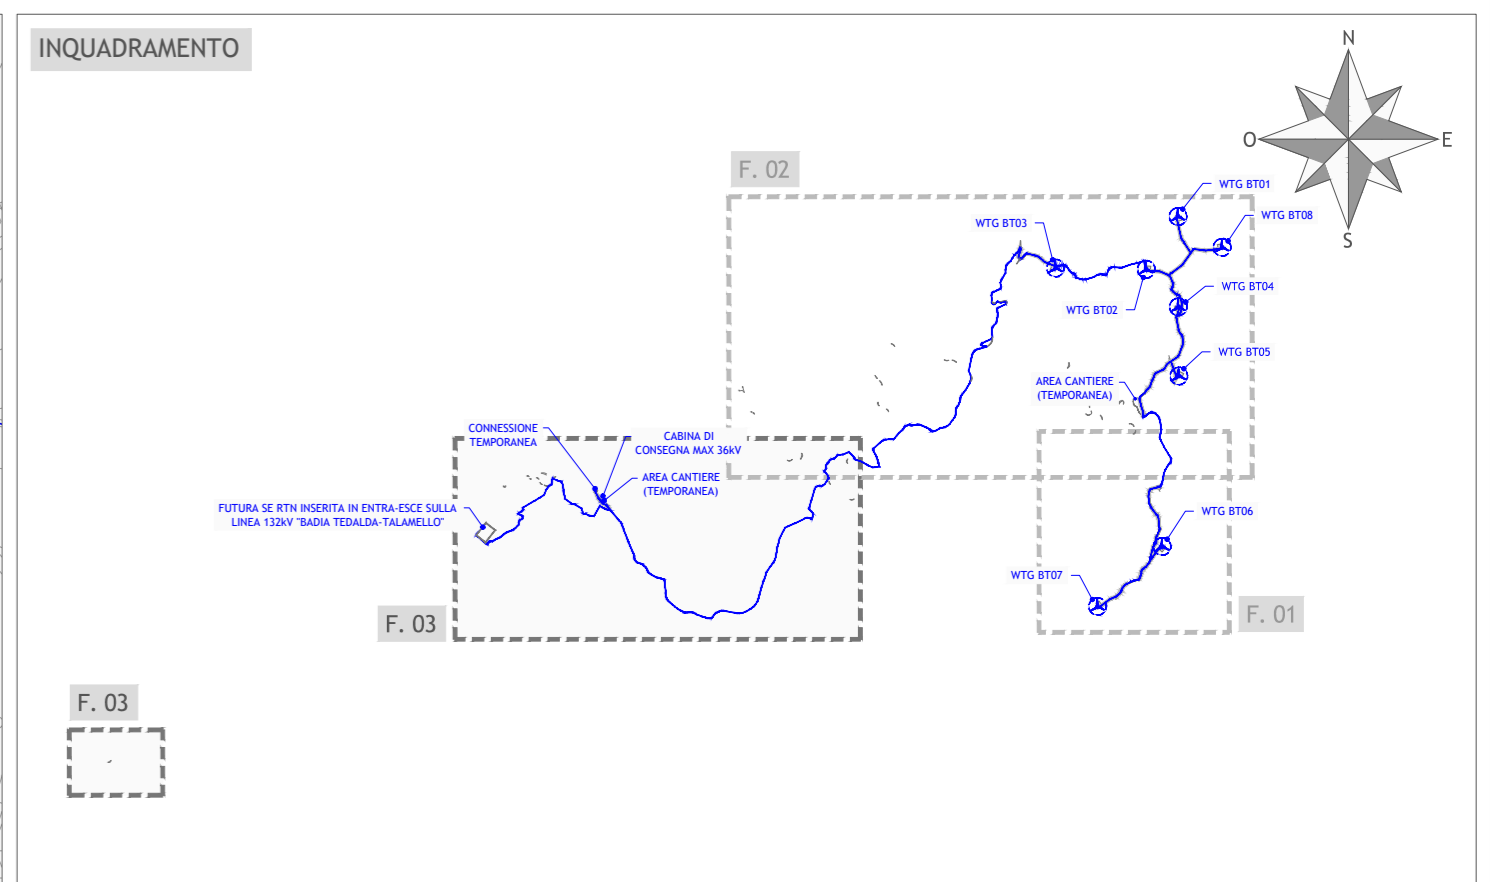 INQUADRAMENTO
N
O
E
S
F. 02
WTG BT01
WTG BT08
WTG BT03
WTG BT04
WTG BT02
WTG BT05
AREA CANTIERE
(TEMPORANEA)
CONNESSIONE
TEMPORANEA
CABINA DI
CONSEGNA MAX 36kV
AREA CANTIERE
(TEMPORANEA)
FUTURA SE RTN INSERITA IN ENTRA-ESCE SULLA
LINEA 132kV "BADIA TEDALDA-TALAMELLO"
WTG BT06
WTG BT07
F. 03
F. 01
F. 03